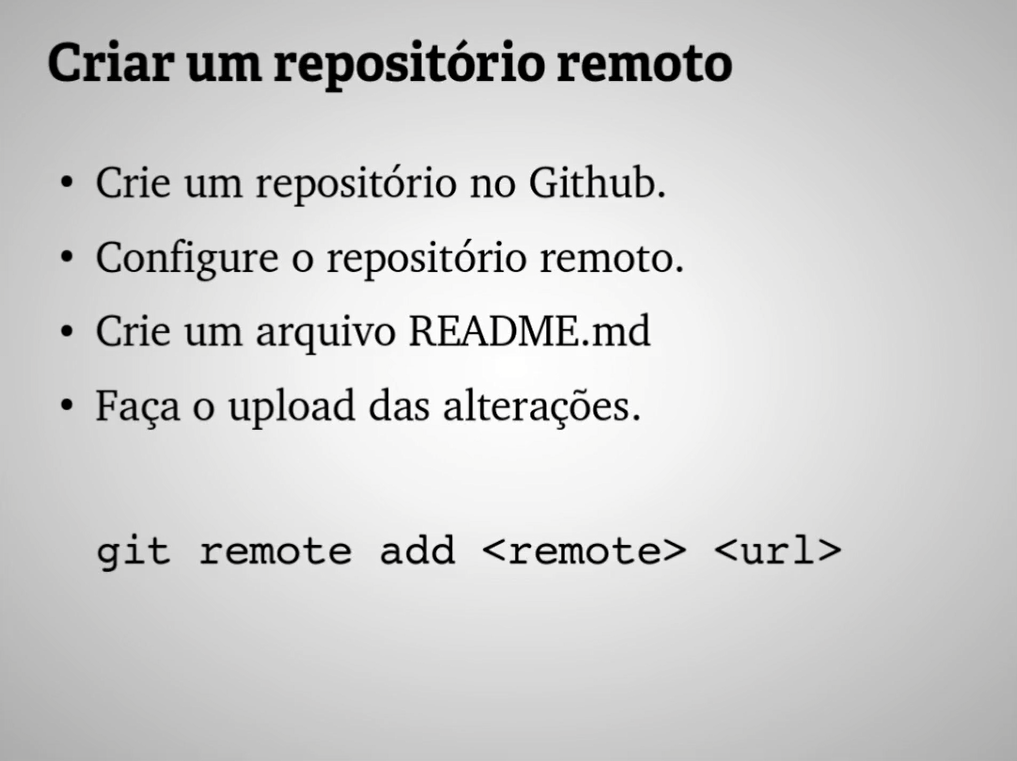 Criar um repositório remoto
• Crie um repositório no Github.
• Configure o repositório remoto.
• Crie um arquivo README.md
• Faça o upload das alterações.
git remote add <remote> <url>